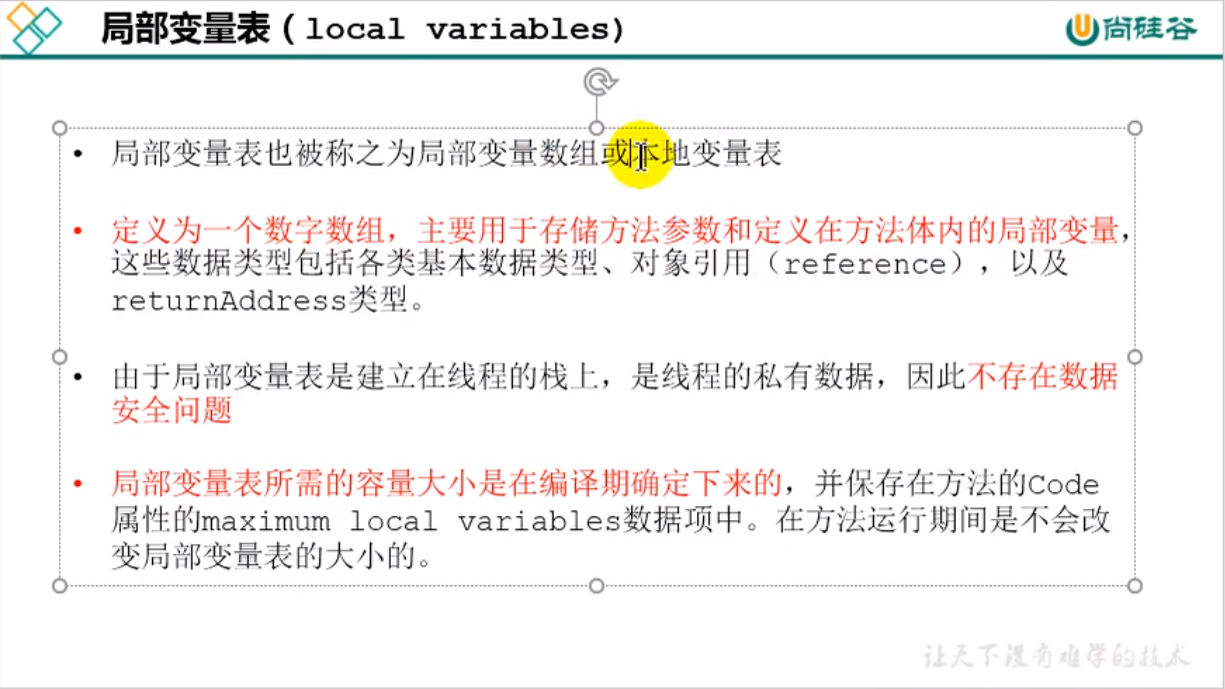 局部变量表（local variables)
尚硅谷
• 局部变量表也被称之为局部变量数组或本地变量表
• 定义为一个数字数组，主要用于存储方法参数和定义在方法体内的局部变量，
这些数据类型包括各类基本数据类型、对象引用（reference），以及
returnAddress类型。
• 由于局部变量表是建立在线程的栈上，是线程的私有数据，因此不存在数据
安全问题
• 局部变量表所需的容量大小是在编译期确定下来的，并保存在方法的Code
属性的maximum local variables数据项中。在方法运行期间是不会改
变局部变量表的大小的。
让天下没有难学的技术